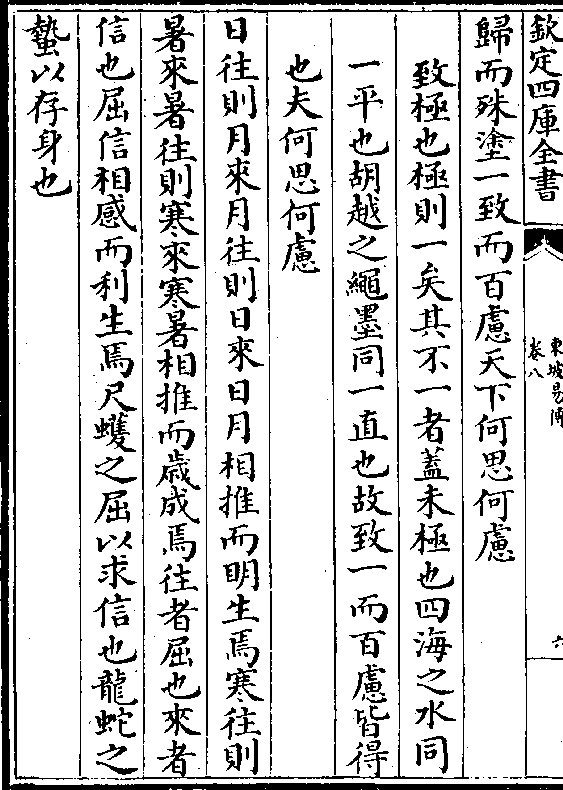 欽定四庫全書
東坡易傳
卷八
六
歸而殊塗一致而百慮天下何思何慮
致極也極則一矣其不一者蓋未極也四海之水同
一平也胡越之繩墨同一直也故致一而百慮皆得
也夫何思何慮
日往則月來月往則日來日月相推而明生焉寒往則
暑來暑往則寒來寒暑相推而歳成焉往者屈也來者
信也屈信相感而利生焉尺蠖之屈以求信也龍蛇之
蟄以存身也